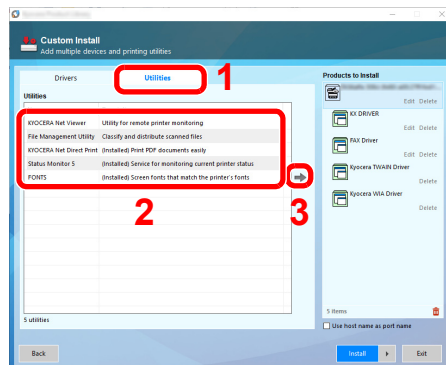 Custom Install
Add multiple devices and printing utilities
Drivers
Utilities
1
Utilities
KYOCERA Net Viewer Utility for remote printer monitoring
File Management Utility Classify and distribute scanned files
KYOCERA Net Direct Print (Installed) Print PDF documents easily
Status Monitor 5 (Installed) Service for monitoring current printer status
FONTS (Installed) Screen fonts that match the printer's fonts
2
3
5 utilities
Products to Install
Edit Delete
KX DRIVER
Edit Delete
FAX Driver
Edit Delete
Kyocera TWAIN Driver
Delete
Kyocera WIA Driver
Delete
5 Items
Use host name as port name
Back
Install
Exit